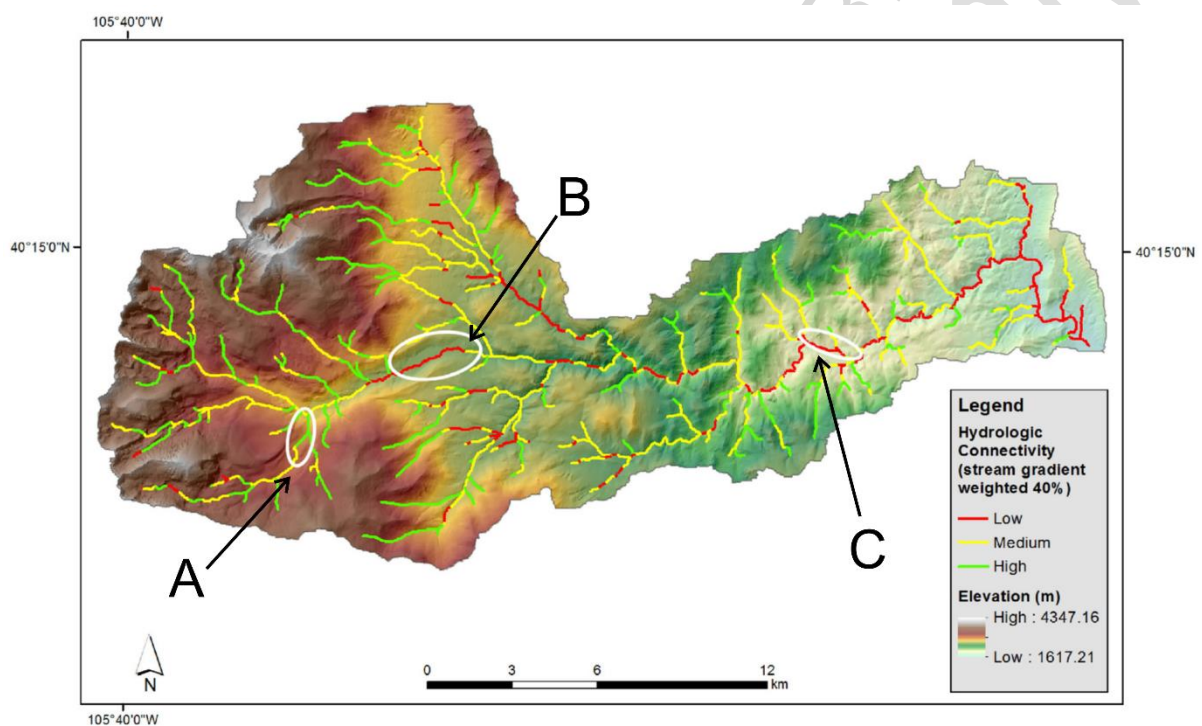 105°40'0"W
40°15'0"N
40°15'0"N
B
A
C
Legend
Hydrologic
Connectivity
(stream gradient
weighted 40%)
Low
Medium
High
Elevation (m)
High : 4347.16
Low : 1617.21
N
0 3 6 12
km
105°40'0"W